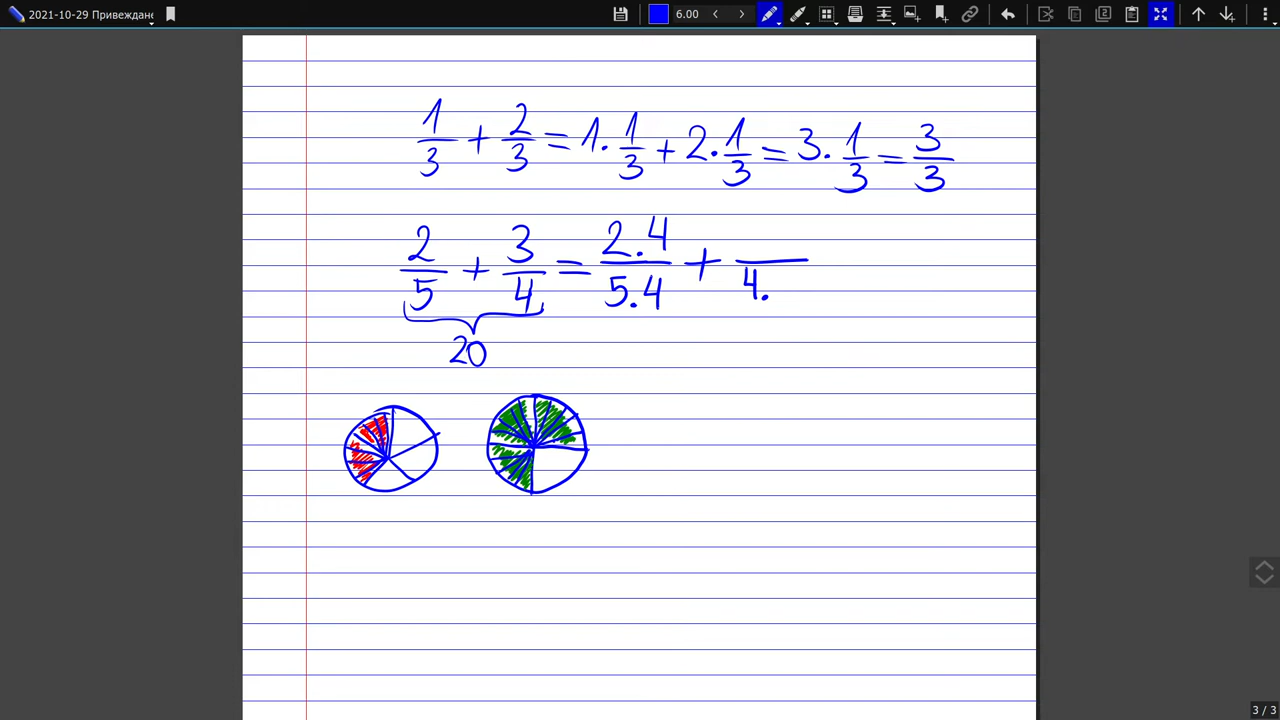 2021-10-29 Привеждане
6.00
1/3 + 2/3 = 1 · 1/3 + 2 · 1/3 = 3 · 1/3 = 3/3
2/5 + 3/4 = 2.4/5.4 + /4.
20
3 / 3